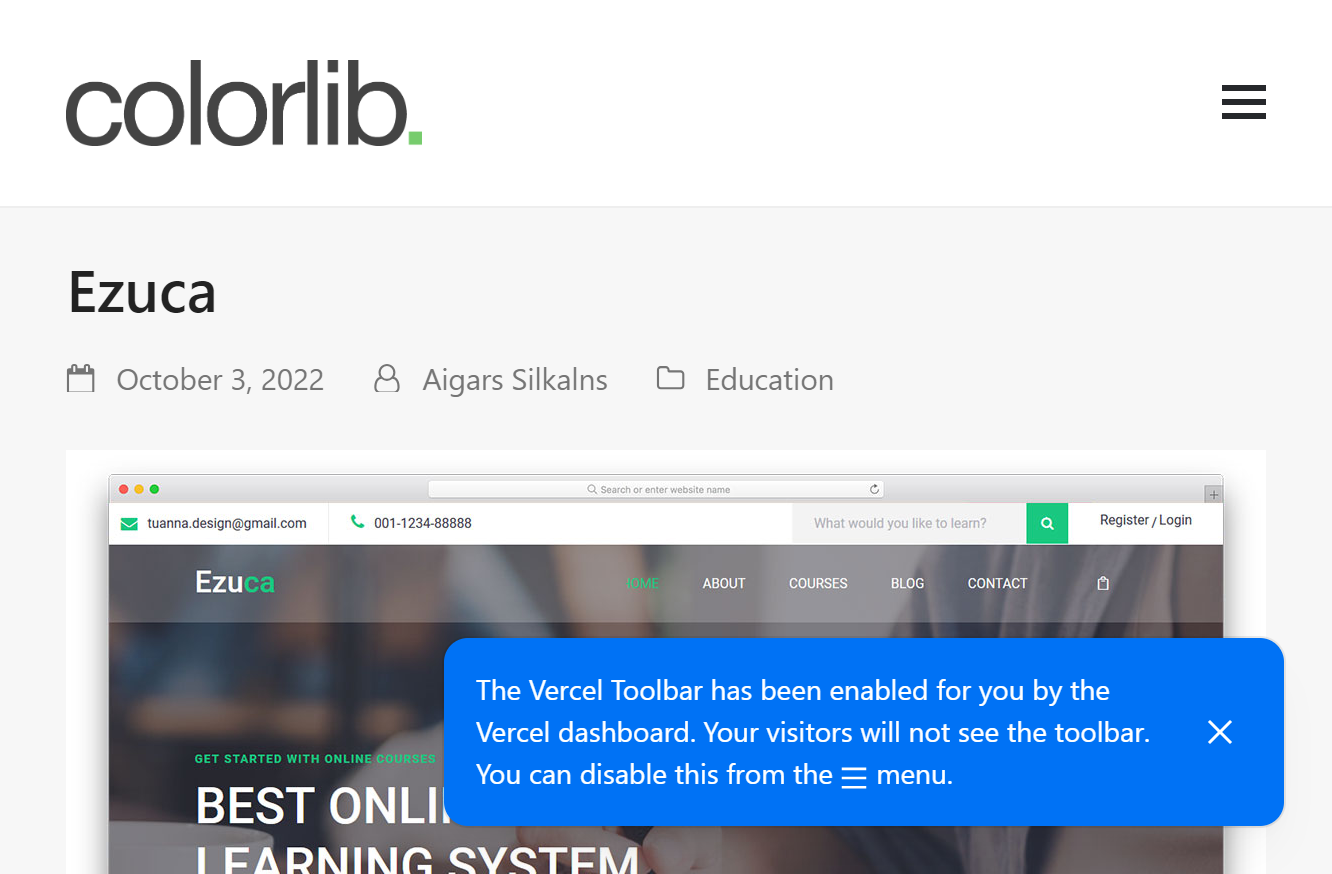 colorlib.
Ezuca
October 3, 2022 Aigars Silkalns Education
Search or enter website name
tuanna.design@gmail.com 001-1234-88888 What would you like to learn? Register / Login
Ezuca HOME ABOUT COURSES BLOG CONTACT
The Vercel Toolbar has been enabled for you by the
Vercel dashboard. Your visitors will not see the toolbar.
You can disable this from the menu.
GET STARTED WITH ONLINE COURSES
BEST ONLI
LEARNING SYSTEM